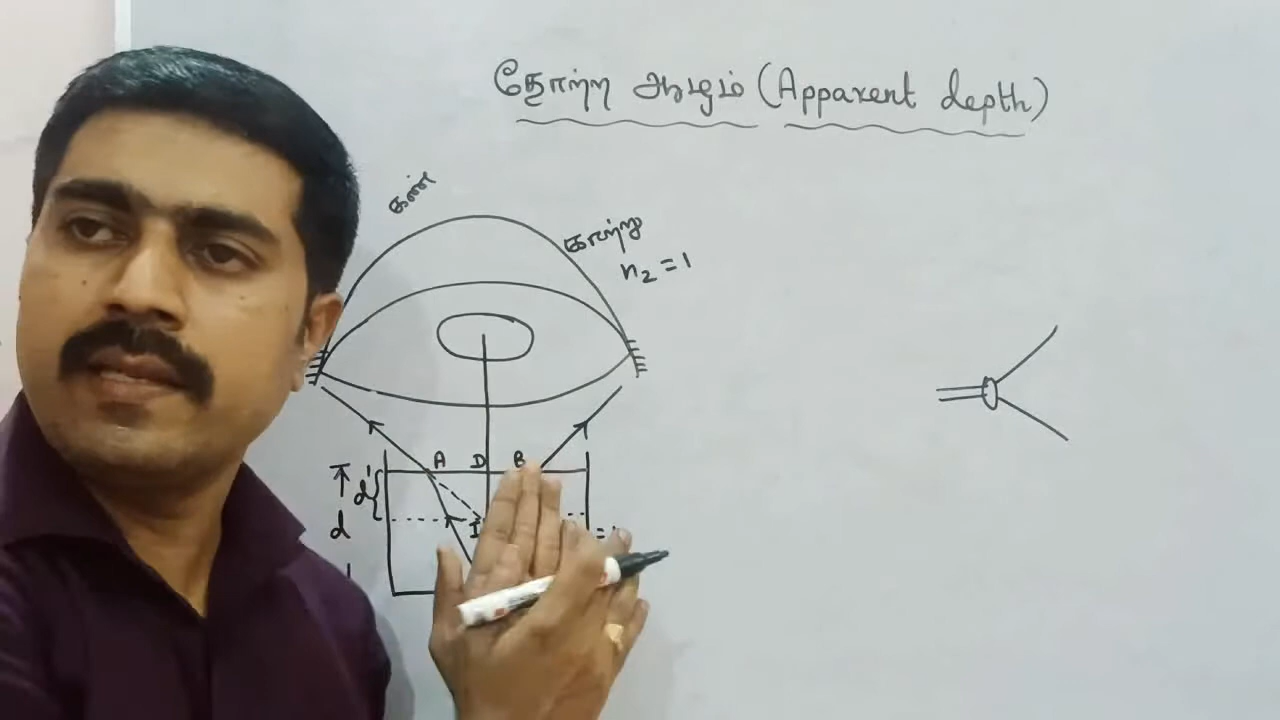 தோற்ற ஆழம் (Apparent depth)
கண்
காற்று
n₂ = 1
A D B
d'
d
I